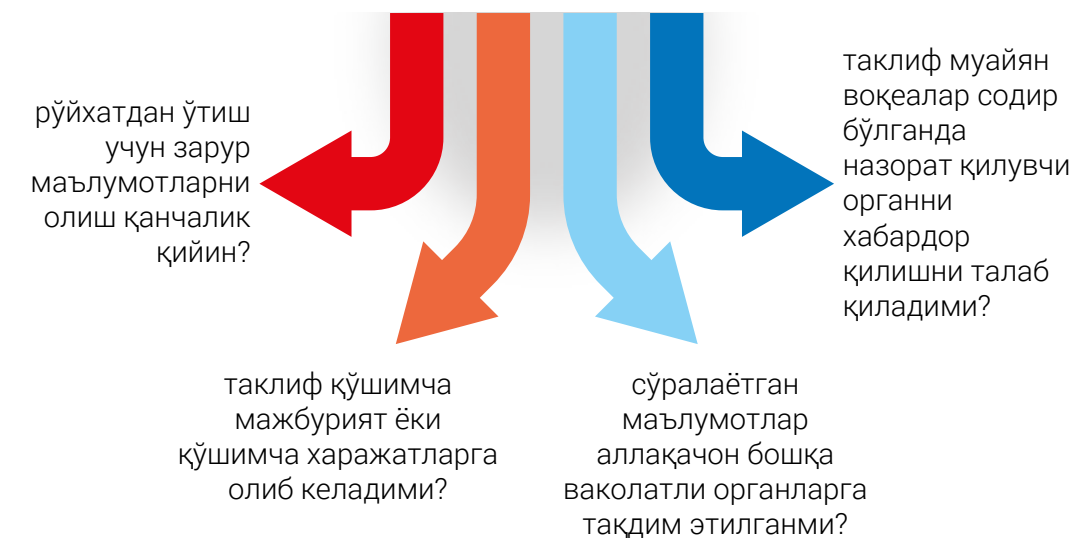 рўйхатдан ўтиш
учун зарур
маълумотларни
олиш қанчалик
қийин?
таклиф қўшимча
мажбурият ёки
қўшимча харажатларга
олиб келадими?
сўралаётган
маълумотлар
аллақачон бошқа
ваколатли органларга
тақдим этилганми?
таклиф муайян
воқеалар содир
бўлганда
назорат қилувчи
органни
хабардор
қилишни талаб
қиладими?